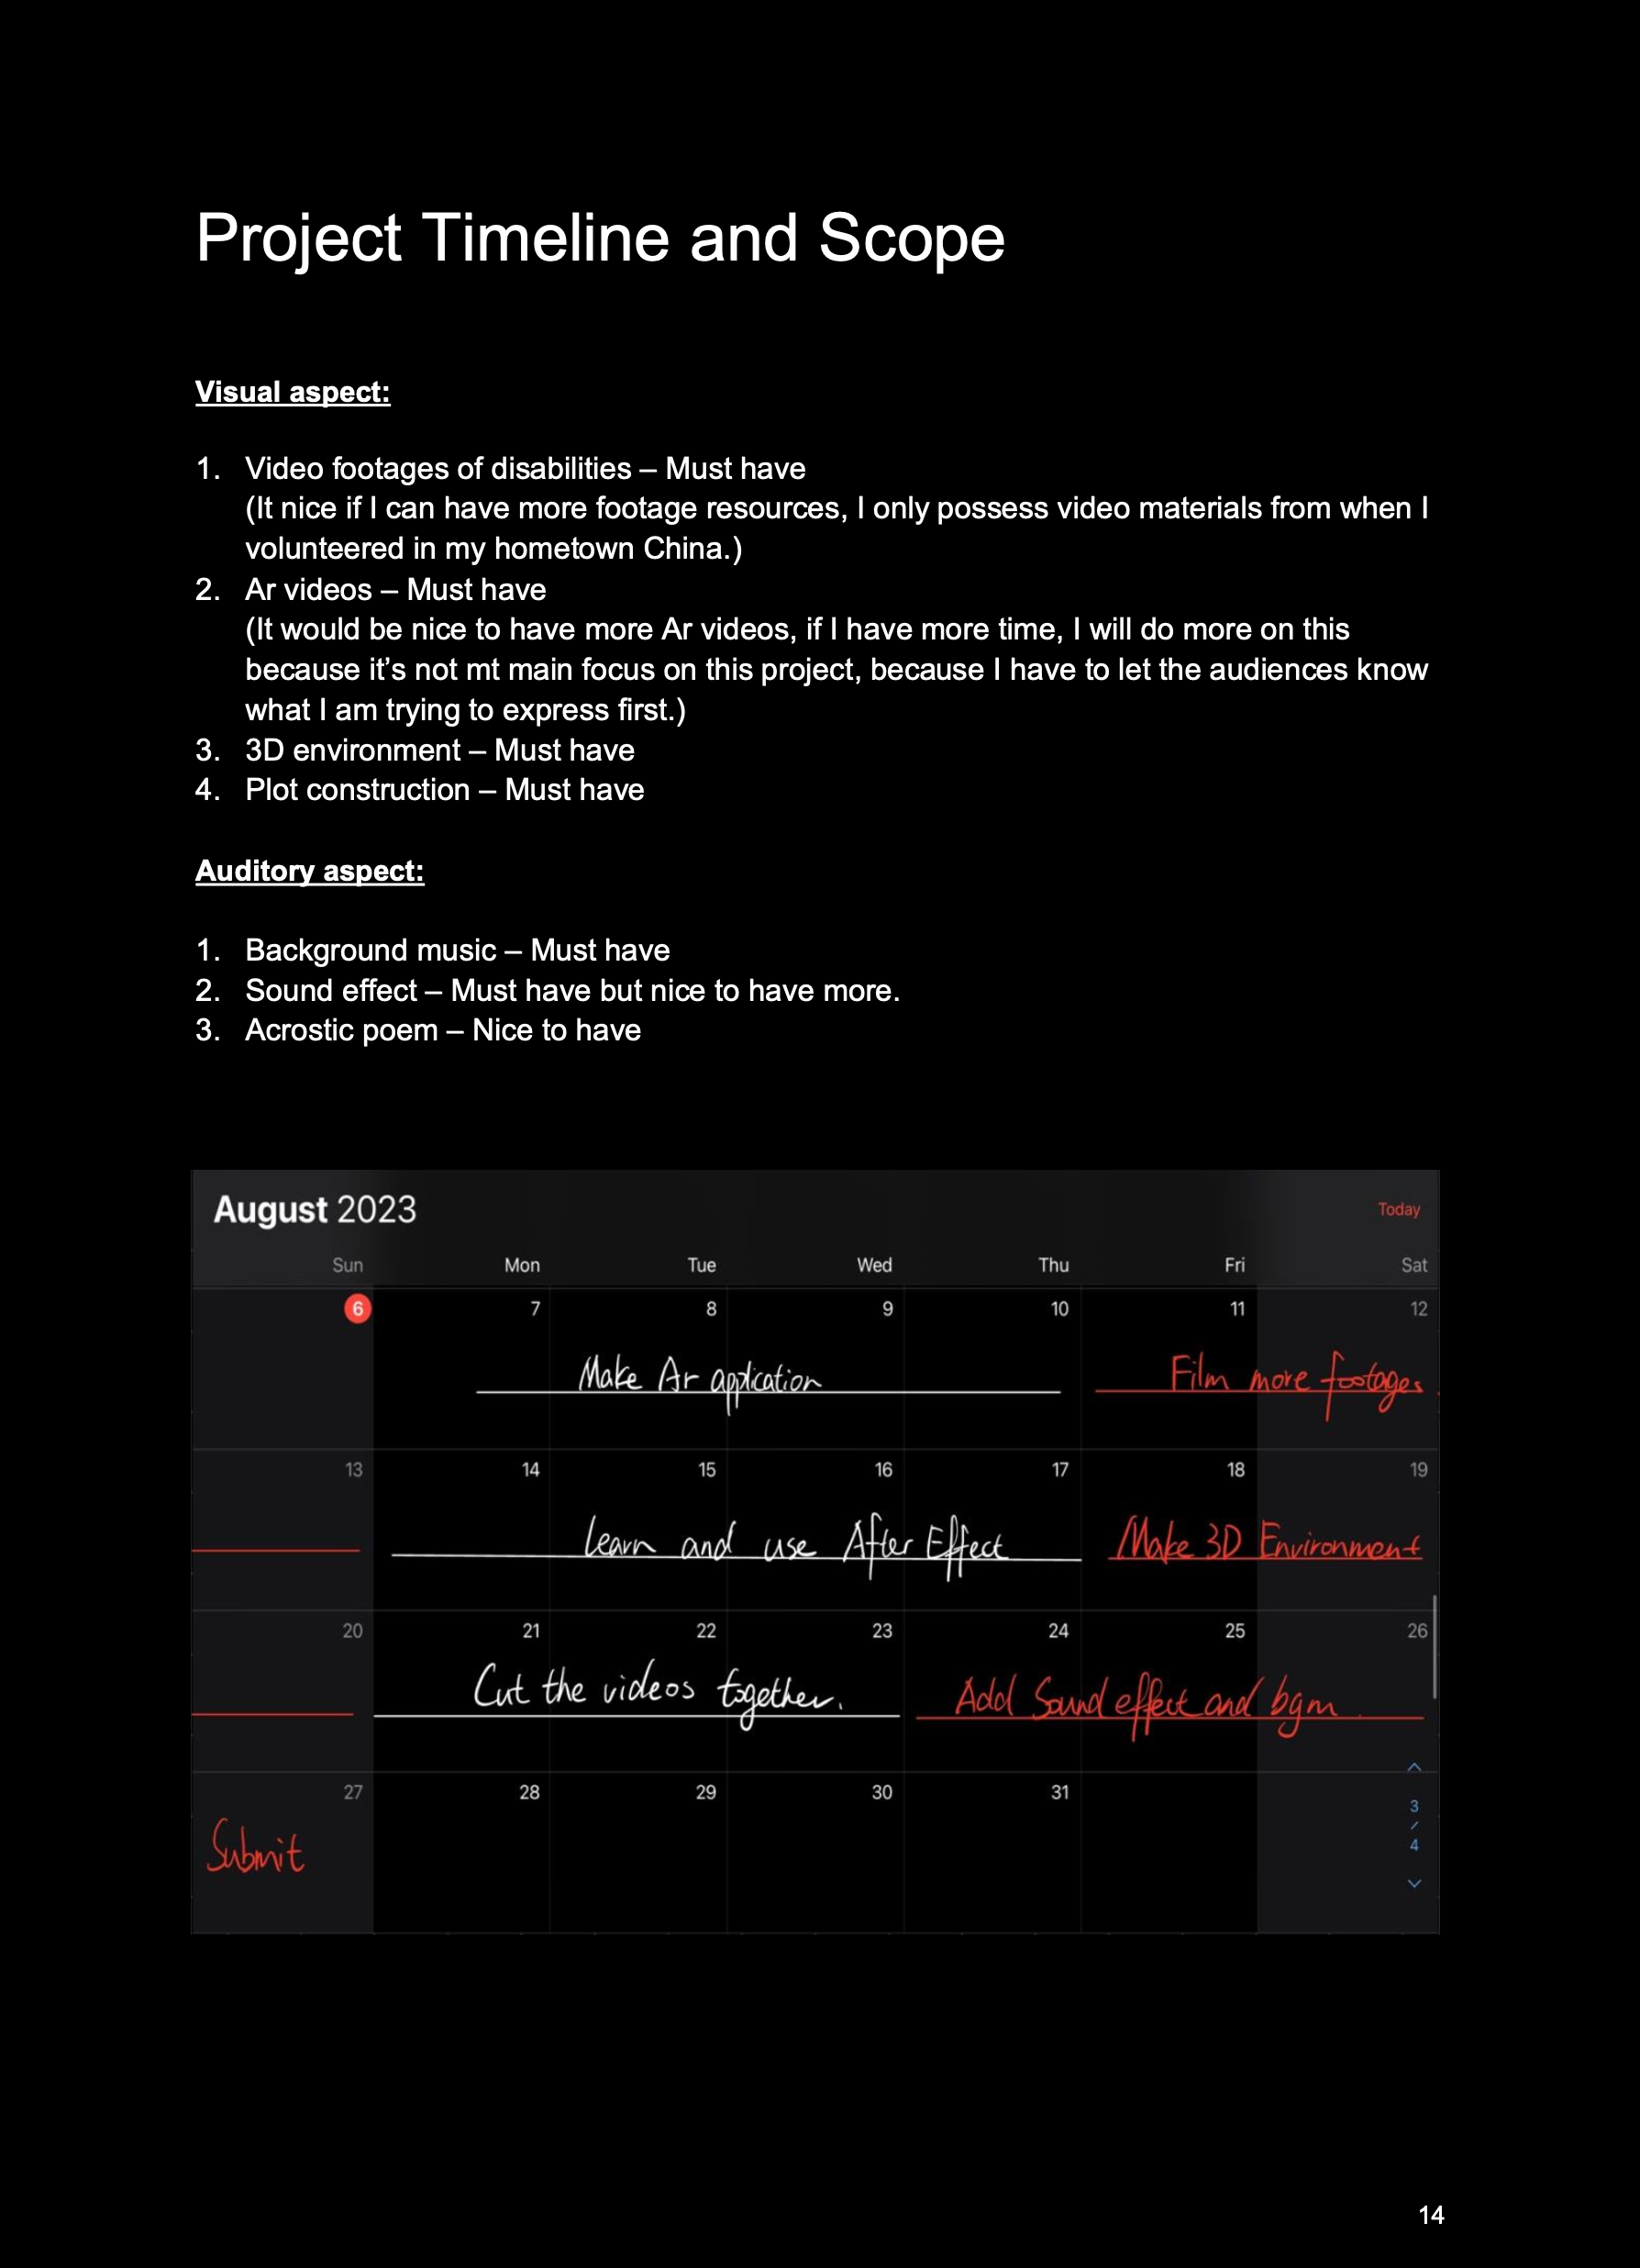 Project Timeline and Scope
Visual aspect:
1. Video footages of disabilities – Must have
(It nice if I can have more footage resources, I only possess video materials from when I
volunteered in my hometown China.)
2. Ar videos – Must have
(It would be nice to have more Ar videos, if I have more time, I will do more on this
because it’s not mt main focus on this project, because I have to let the audiences know
what I am trying to express first.)
3. 3D environment – Must have
4. Plot construction – Must have
Auditory aspect:
1. Background music – Must have
2. Sound effect – Must have but nice to have more.
3. Acrostic poem – Nice to have
August 2023 Today
Sun Mon Tue Wed Thu Fri Sat
6 7 8 9 10 11 12
Make Ar application Film more footages
13 14 15 16 17 18 19
learn and use After Effect Make 3D Environment
20 21 22 23 24 25 26
Cut the videos together. Add Sound effect and bgm
27 28 29 30 31
Submit
3
/
4
14